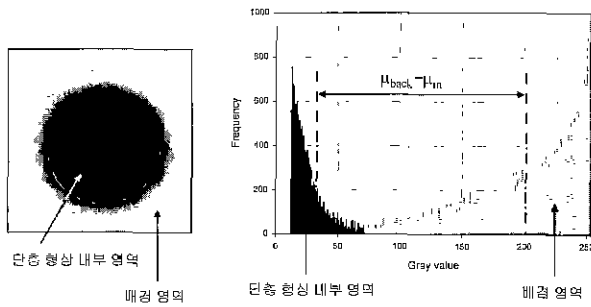 단층 형상 내부 영역
배경 영역
1000
800
600
400
200
0
Frequency
μback-μin
0 50 100 150 200 250
Gray value
단층 형상 내부 영역
배경 영역